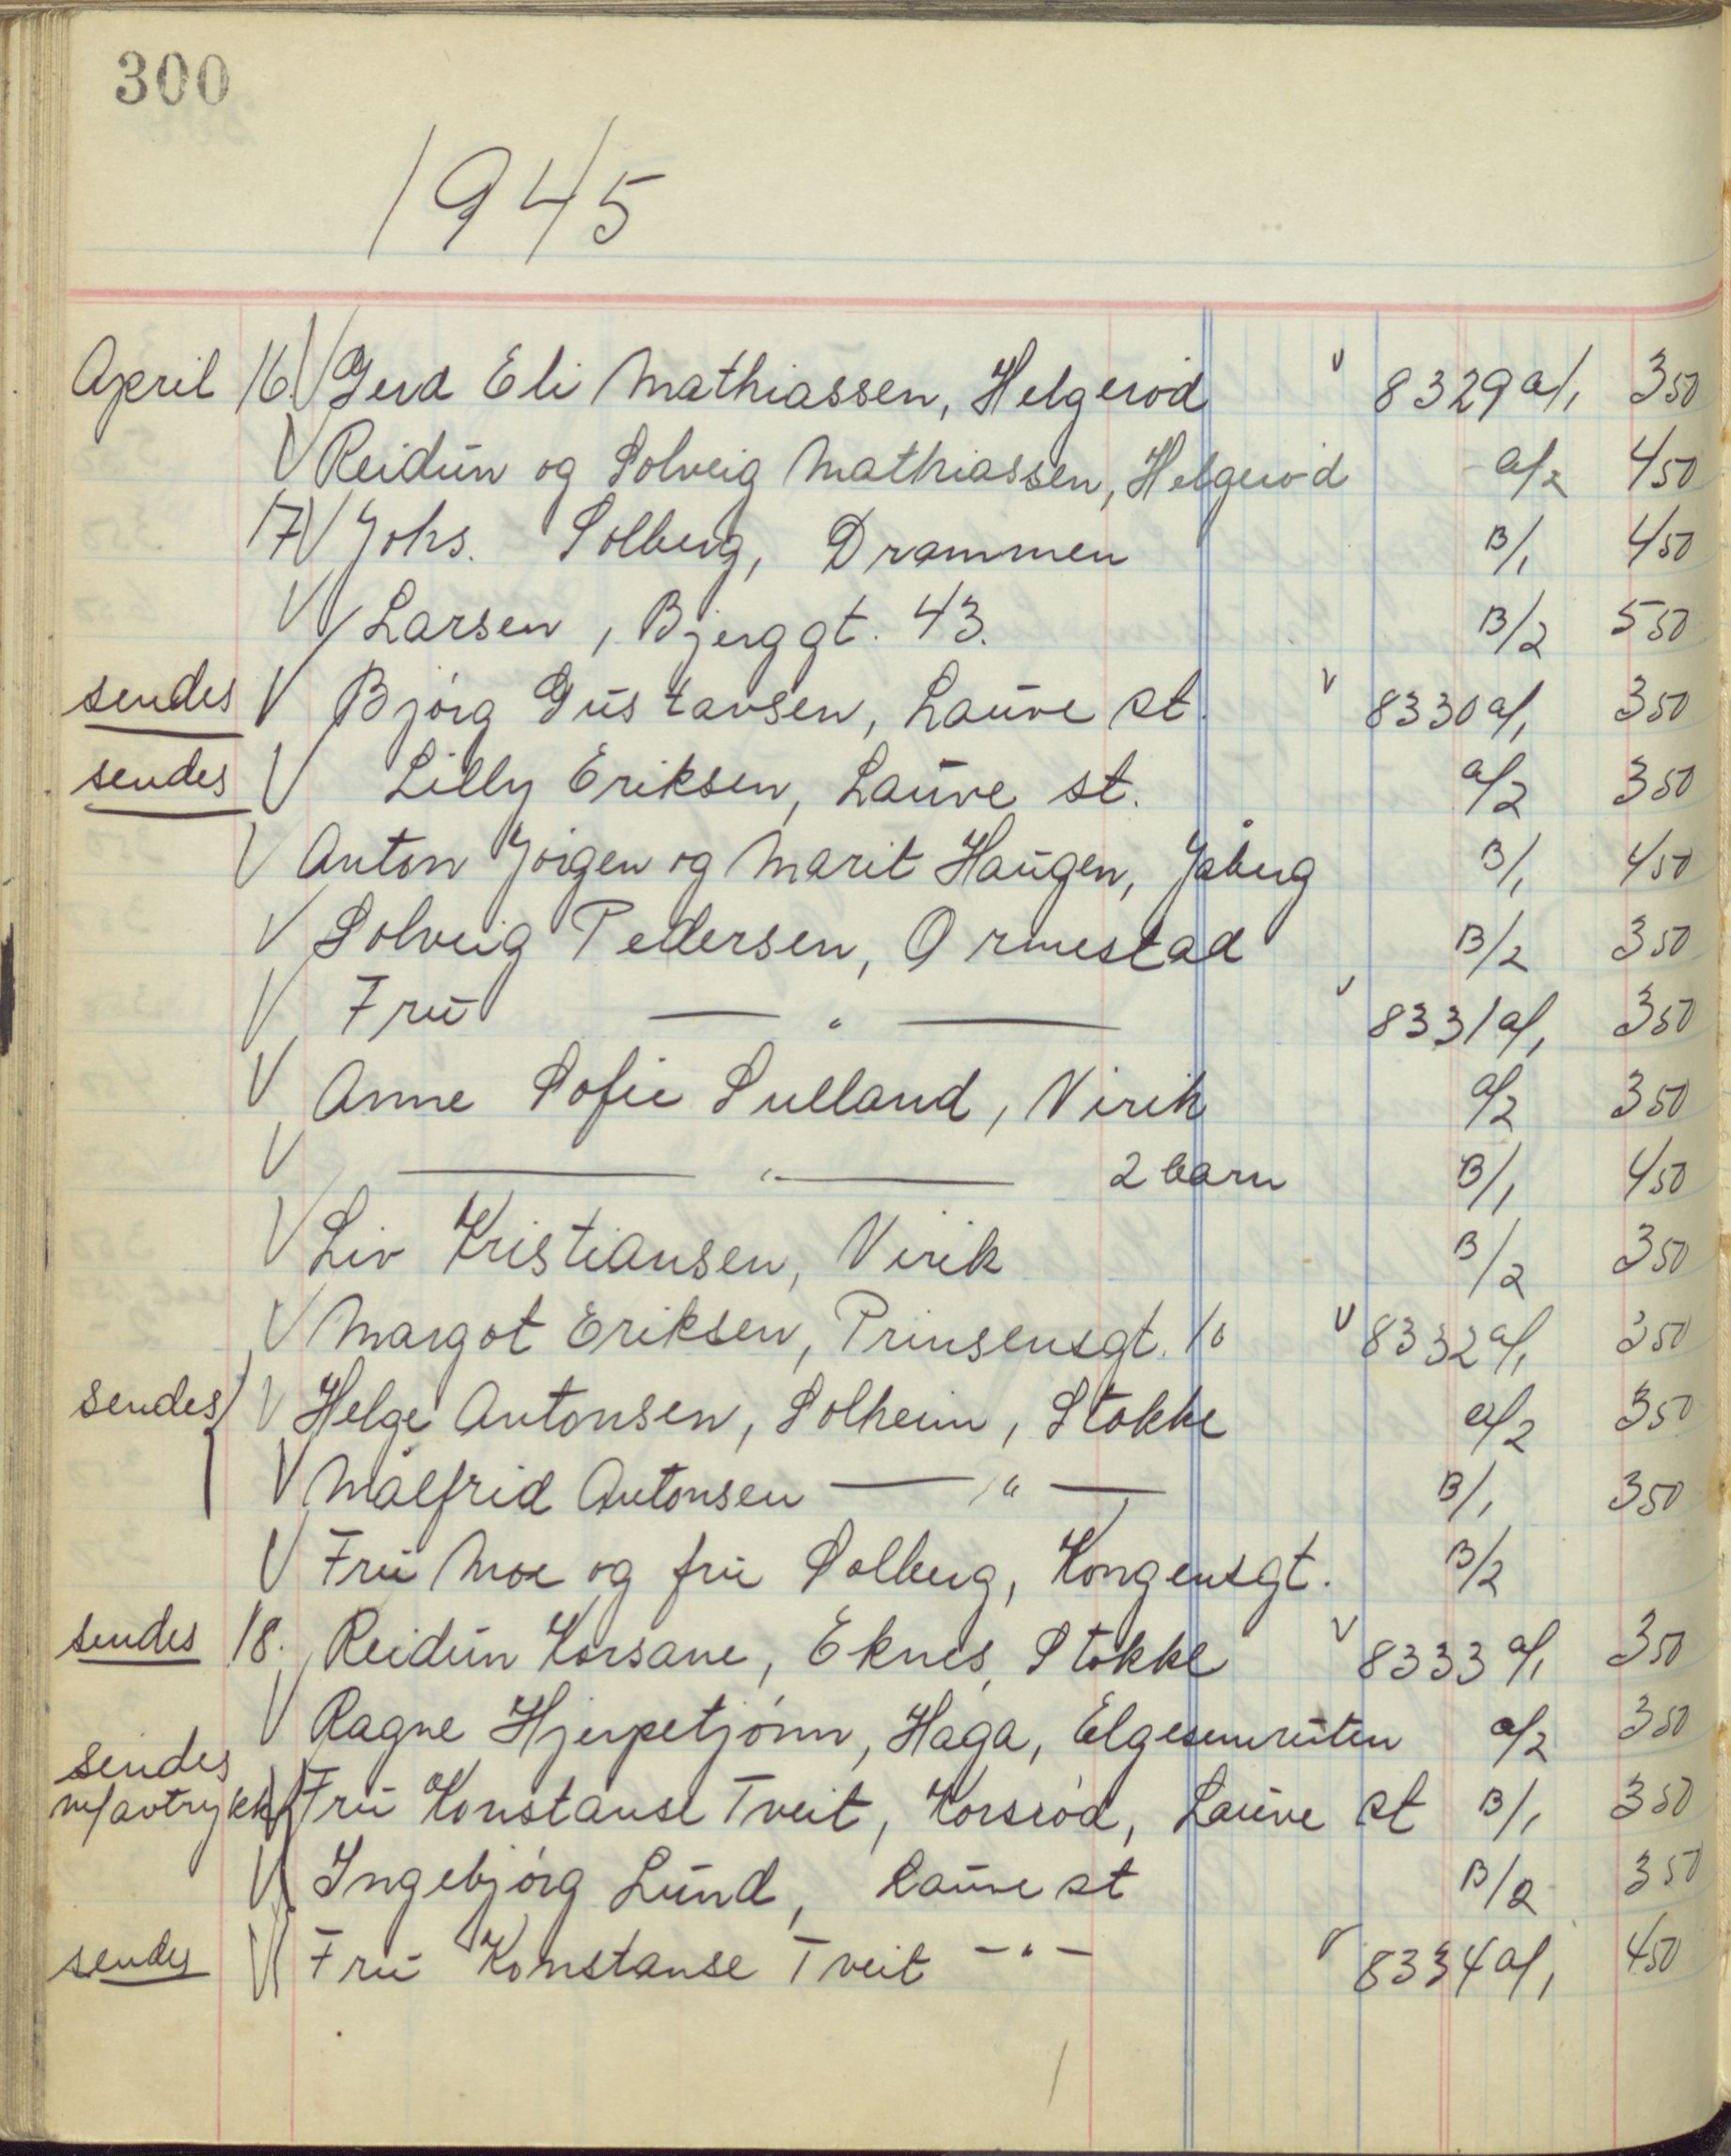 300
1945
April 16. V Gerd Eli Mathiassen, Helgerød v 8329 a/1 350
V Reidun og Solveig Mathiassen, Helgerød a/2 450
17 V Johs. Solberg, Drammen B/1 450
V Larsen, Bjerggt. 43. B/2 550
sendes V Bjørg Gustavsen, Lauve st. v 8330 a/1 350
sendes V Lilly Eriksen, Lauve st. a/2 350
V Anton Jørgen og Marit Haugen, Jåberg B/1 450
V Solveig Pedersen, Ormestad B/2 350
V Fru — " — v 8331 a/1 350
V Anne Sofie Sulland, Virik a/2 350
V — " — 2 barn B/1 450
V Liv Kristiansen, Virik B/2 350
V Margot Eriksen, Prinsensgt. 10 v 8332 a/1 350
sendes V Helge Antonsen, Solheim, Stokke a/2 350
V Målfrid Antonsen — " — B/1 350
V Fru Moe og fru Solberg, Kongensgt. B/2
sendes 18. Reidun Korsane, Eknes, Stokke v 8333 a/1 350
V Ragne Hjerpetjønn, Haga, Elgesemruten a/2 350
sendes
m/avtrykk V Fru Konstanse Tveit, Korsrød, Lauve st B/1 350
V Ingebjørg Lund, Lauve st B/2 350
sendes V Fru Konstanse Tveit — " — v 8334 a/1 450